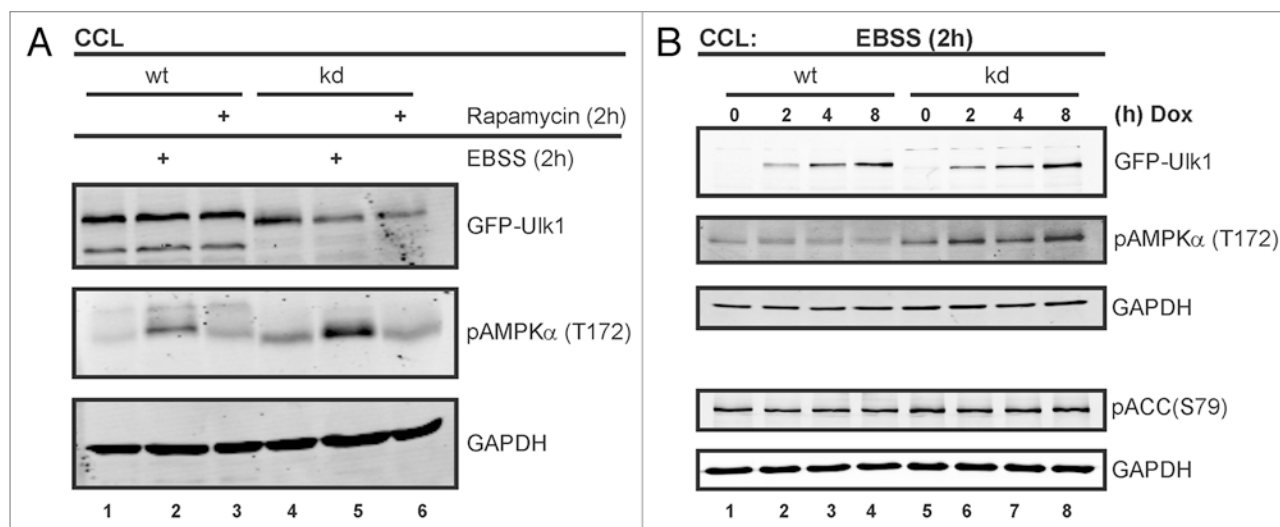 A CCL
wt kd
+ + Rapamycin (2h)
+ + EBSS (2h)
GFP-Ulk1
pAMPKα (T172)
GAPDH
1 2 3 4 5 6
B CCL: EBSS (2h)
wt kd
0 2 4 8 0 2 4 8 (h) Dox
GFP-Ulk1
pAMPKα (T172)
GAPDH
pACC(S79)
GAPDH
1 2 3 4 5 6 7 8